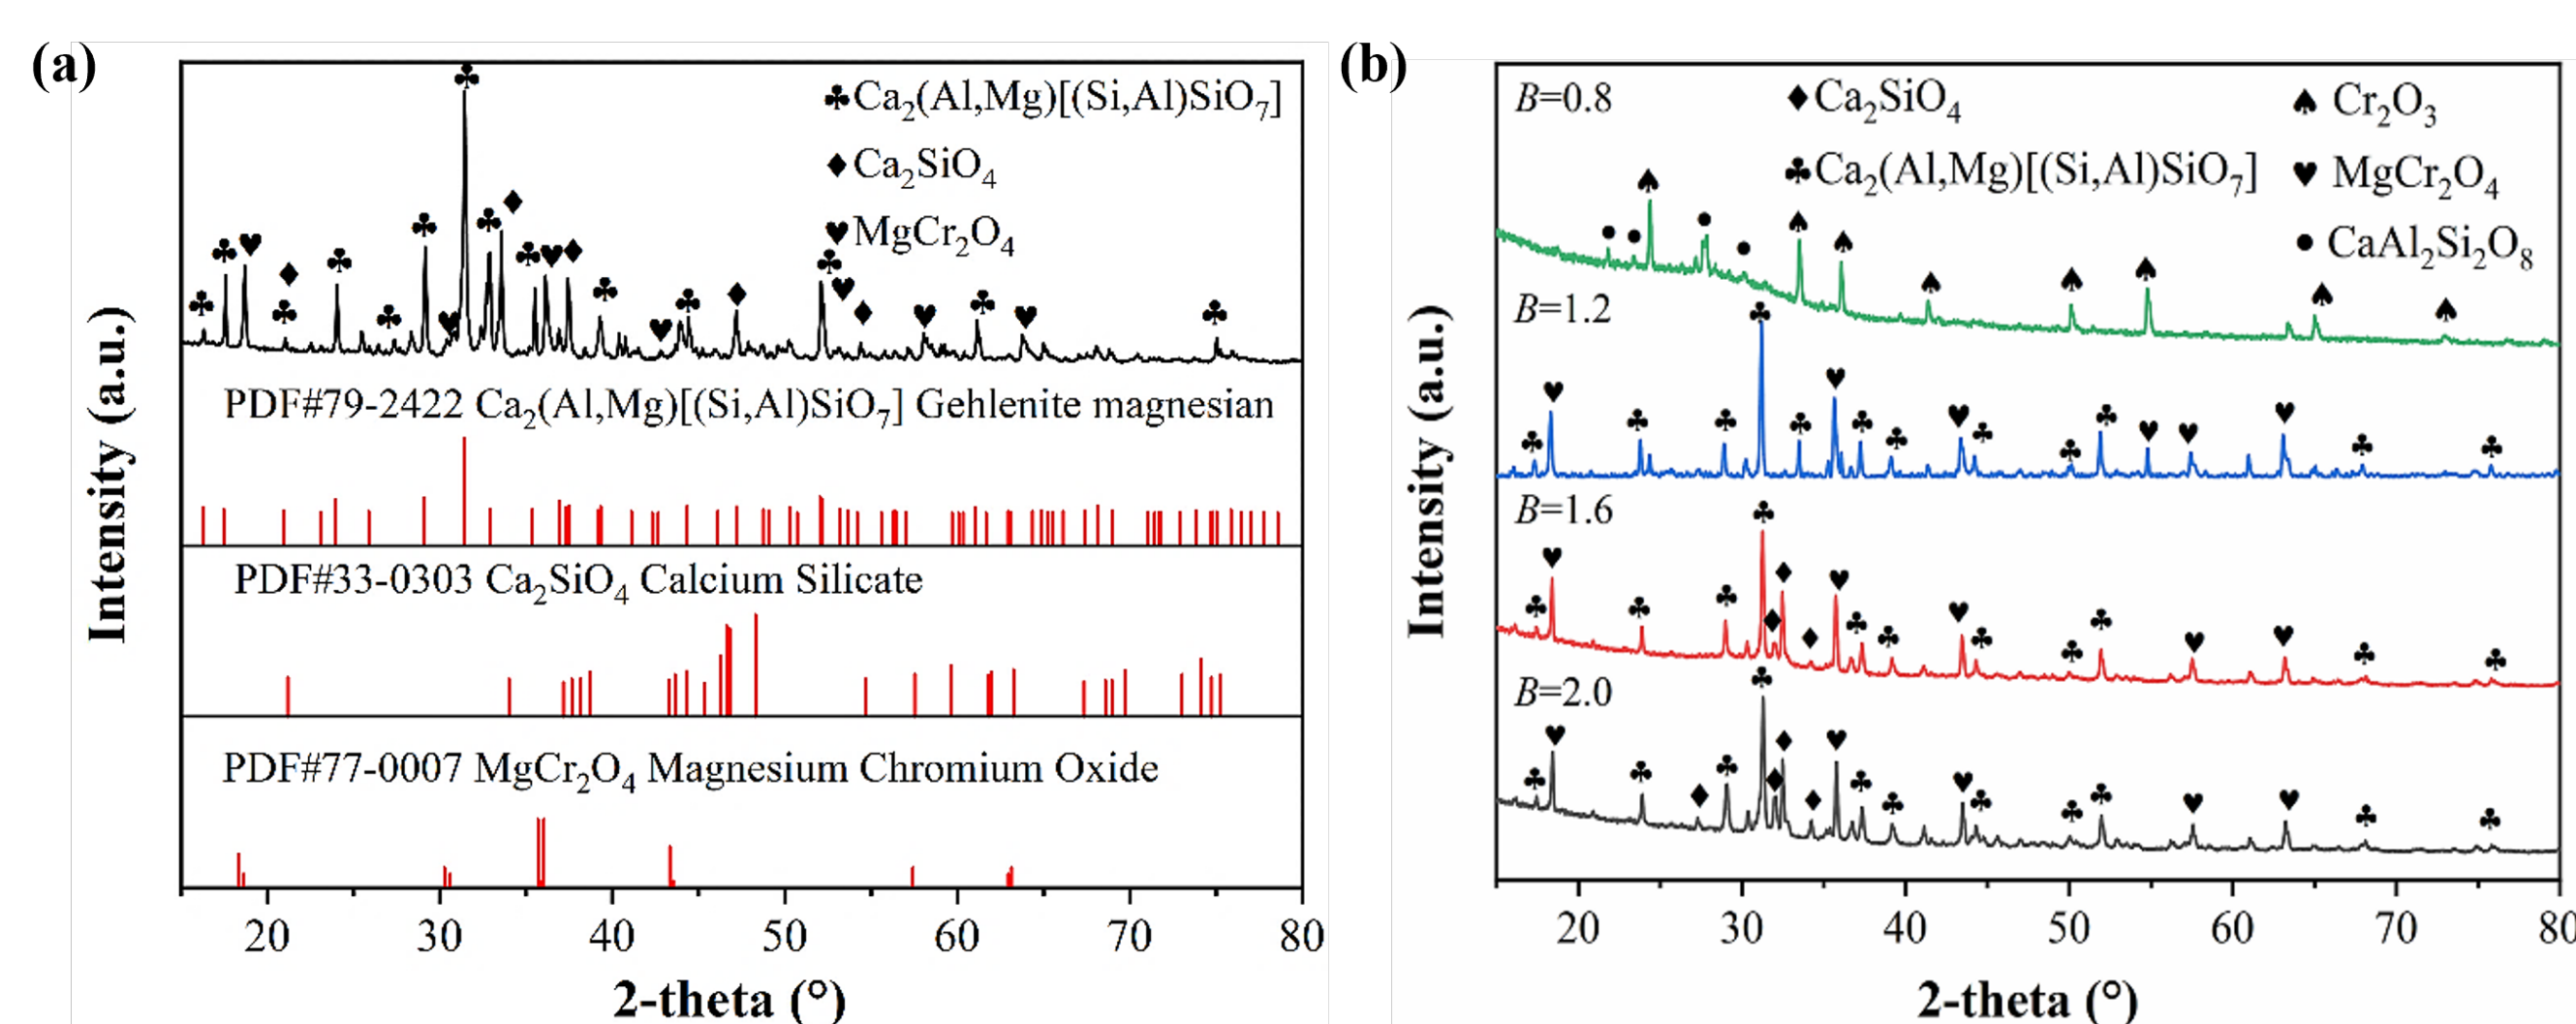 (a)
♣Ca₂(Al,Mg)[(Si,Al)SiO₇]
♦Ca₂SiO₄
♥MgCr₂O₄
PDF#79-2422 Ca₂(Al,Mg)[(Si,Al)SiO₇] Gehlenite magnesian
PDF#33-0303 Ca₂SiO₄ Calcium Silicate
PDF#77-0007 MgCr₂O₄ Magnesium Chromium Oxide
Intensity (a.u.)
20 30 40 50 60 70 80
2-theta (°)
(b)
B=0.8
♦Ca₂SiO₄
♠ Cr₂O₃
♣Ca₂(Al,Mg)[(Si,Al)SiO₇]
♥ MgCr₂O₄
● CaAl₂Si₂O₈
B=1.2
B=1.6
B=2.0
Intensity (a.u.)
20 30 40 50 60 70 80
2-theta (°)